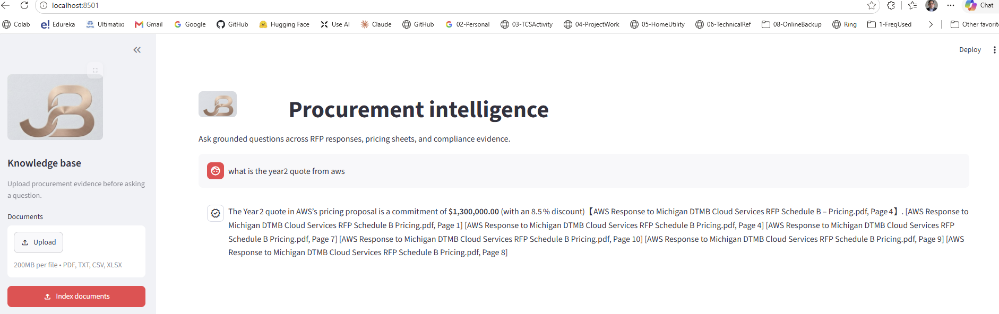 localhost:8501
Chat
Colab
Edureka
Ultimatix:
Gmail
Google
GitHub
Hugging Face
Use AI
Claude
GitHub
02-Personal
03-TCSActivity
04-ProjectWork
05-HomeUtility
06-TechnicalRef
08-OnlineBackup
Ring
1-FreqUsed
Other favorit
Deploy
JB
JB
Procurement intelligence
Ask grounded questions across RFP responses, pricing sheets, and compliance evidence.
Knowledge base
Upload procurement evidence before asking
a question.
Documents
Upload
200MB per file • PDF, TXT, CSV, XLSX
Index documents
what is the year2 quote from aws
The Year 2 quote in AWS’s pricing proposal is a commitment of $1,300,000.00 (with an 8.5 % discount)【AWS Response to Michigan DTMB Cloud Services RFP Schedule B – Pricing.pdf, Page 4】. [AWS Response to
Michigan DTMB Cloud Services RFP Schedule B Pricing.pdf, Page 1] [AWS Response to Michigan DTMB Cloud Services RFP Schedule B Pricing.pdf, Page 4] [AWS Response to Michigan DTMB Cloud Services RFP
Schedule B Pricing.pdf, Page 7] [AWS Response to Michigan DTMB Cloud Services RFP Schedule B Pricing.pdf, Page 10] [AWS Response to Michigan DTMB Cloud Services RFP Schedule B Pricing.pdf, Page 9] [AWS
Response to Michigan DTMB Cloud Services RFP Schedule B Pricing.pdf, Page 8]